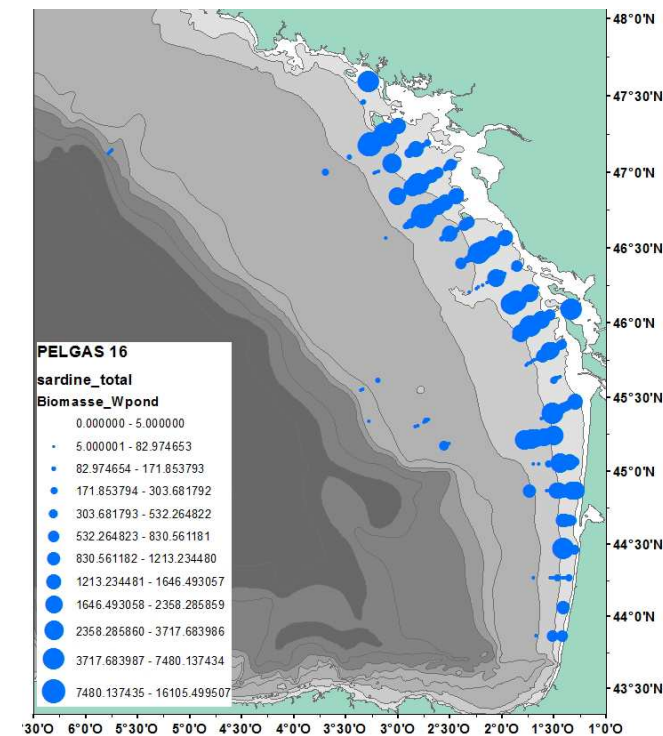 48°0'N
47°30'N
47°0'N
46°30'N
46°0'N
45°30'N
45°0'N
44°30'N
44°0'N
43°30'N
PELGAS 16
sardine_total
Biomasse_Wpond
0.000000 - 5.000000
5.000001 - 82.974653
82.974654 - 171.853793
171.853794 - 303.681792
303.681793 - 532.264822
532.264823 - 830.561181
830.561182 - 1213.234480
1213.234481 - 1646.493057
1646.493058 - 2358.285859
2358.285860 - 3717.683986
3717.683987 - 7480.137434
7480.137435 - 16105.499507
30'O 6°0'O 5°30'O 5°0'O 4°30'O 4°0'O 3°30'O 3°0'O 2°30'O 2°0'O 1°30'O 1°0'O